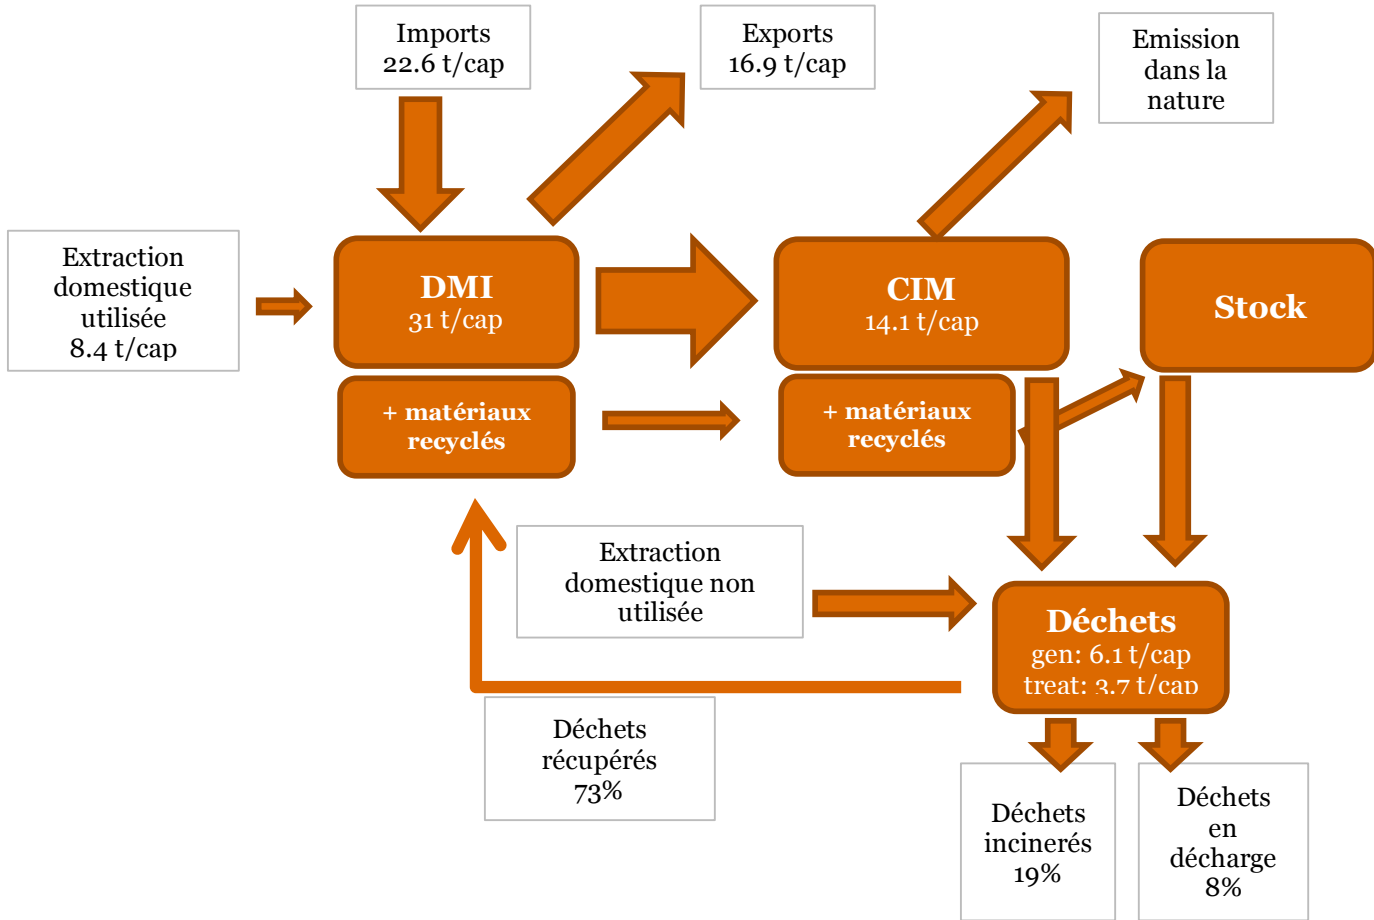 Imports
22.6 t/cap
Exports
16.9 t/cap
Emission
dans la
nature
Extraction
domestique
utilisée
8.4 t/cap
DMI
31 t/cap
CIM
14.1 t/cap
Stock
+ matériaux
recyclés
+ matériaux
recyclés
Extraction
domestique non
utilisée
Déchets
gen: 6.1 t/cap
treat: 3.7 t/cap
Déchets
récupérés
73%
Déchets
incinerés
19%
Déchets
en
décharge
8%